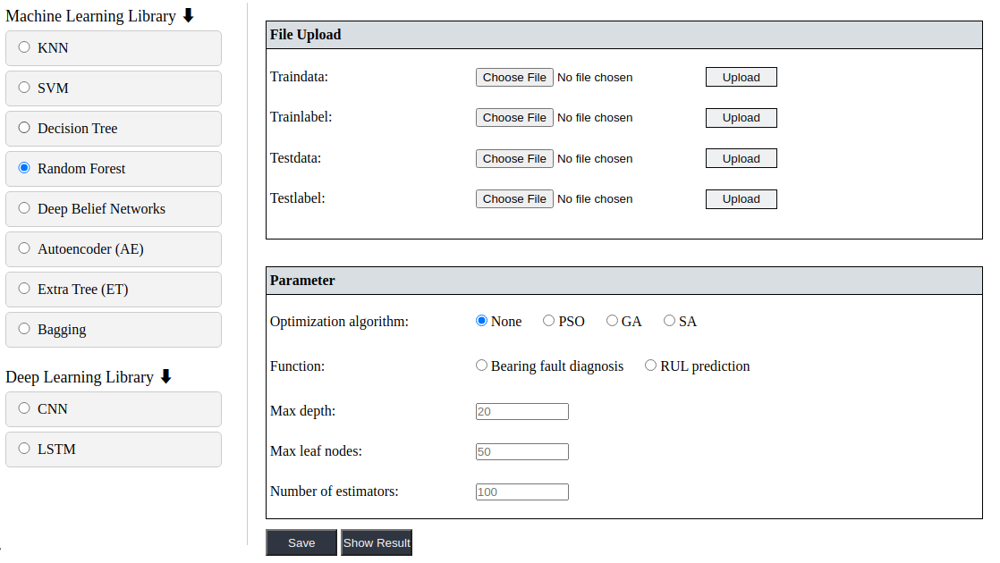 Machine Learning Library ⬇
KNN
SVM
Decision Tree
Random Forest
Deep Belief Networks
Autoencoder (AE)
Extra Tree (ET)
Bagging
Deep Learning Library ⬇
CNN
LSTM
File Upload
Traindata: Choose File No file chosen Upload
Trainlabel: Choose File No file chosen Upload
Testdata: Choose File No file chosen Upload
Testlabel: Choose File No file chosen Upload
Parameter
Optimization algorithm: None PSO GA SA
Function: Bearing fault diagnosis RUL prediction
Max depth: 20
Max leaf nodes: 50
Number of estimators: 100
Save Show Result